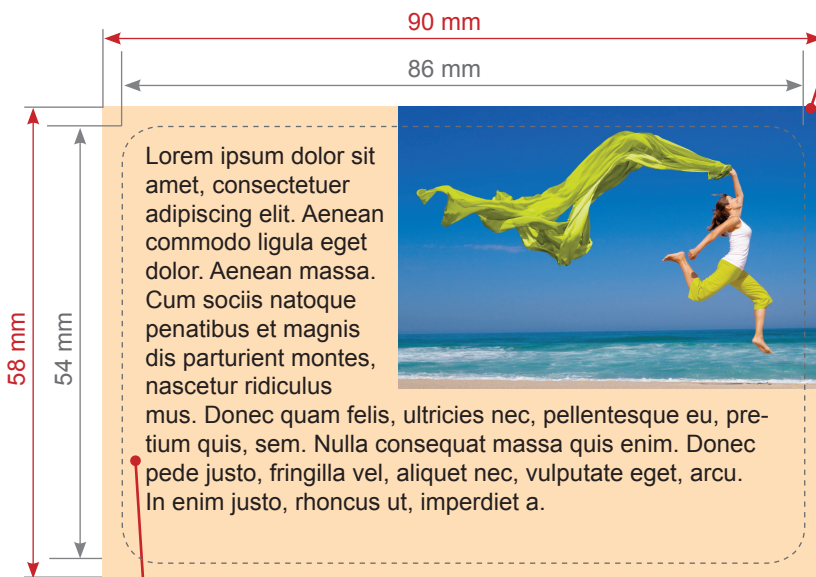 90 mm
86 mm
58 mm
54 mm
Lorem ipsum dolor sit
amet, consectetuer
adipiscing elit. Aenean
commodo ligula eget
dolor. Aenean massa.
Cum sociis natoque
penatibus et magnis
dis parturient montes,
nascetur ridiculus
mus. Donec quam felis, ultricies nec, pellentesque eu, pre-
tium quis, sem. Nulla consequat massa quis enim. Donec
pede justo, fringilla vel, aliquet nec, vulputate eget, arcu.
In enim justo, rhoncus ut, imperdiet a.